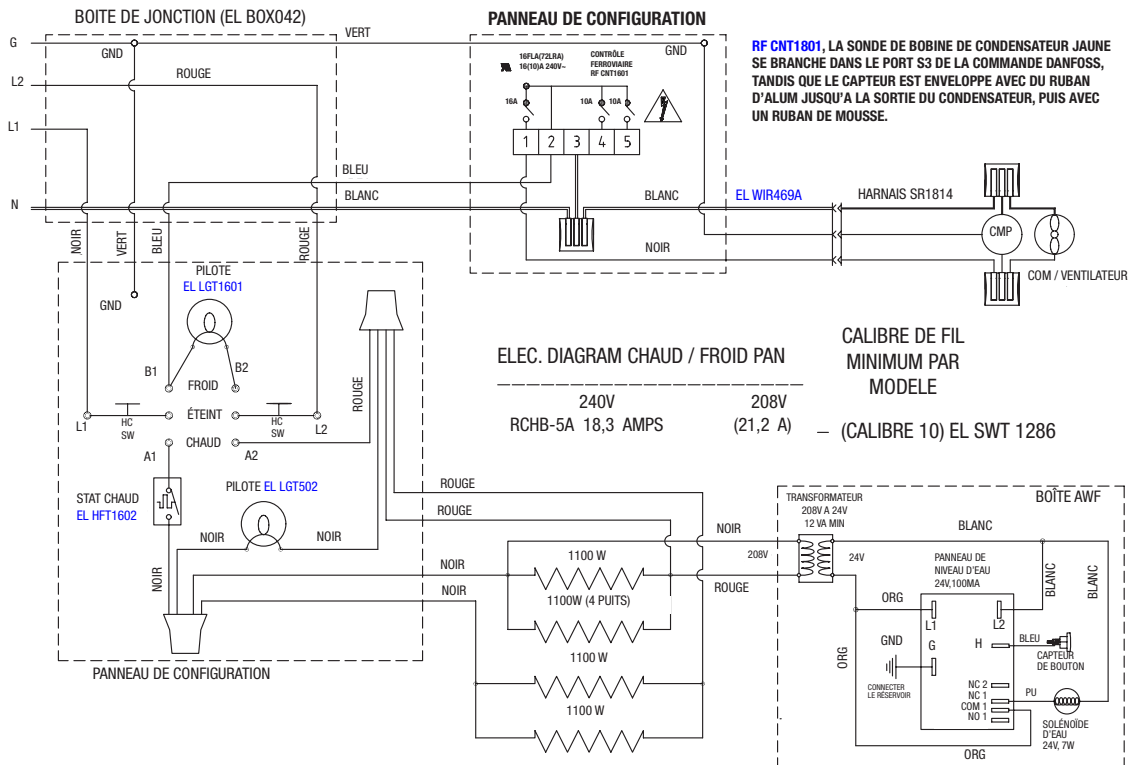 BOITE DE JONCTION (EL BOX042)
PANNEAU DE CONFIGURATION
G
VERT
GND
GND
L2
ROUGE
L1
16FLA(72LRA)
16(10)A 240V~
CONTRÔLE
FERROVIAIRE
RF CNT1601
16A
10A
10A
1 2 3 4 5
RF CNT1801, LA SONDE DE BOBINE DE CONDENSATEUR JAUNE
SE BRANCHE DANS LE PORT S3 DE LA COMMANDE DANFOSS,
TANDIS QUE LE CAPTEUR EST ENVELOPPE AVEC DU RUBAN
D'ALUM JUSQU'A LA SORTIE DU CONDENSATEUR, PUIS AVEC
UN RUBAN DE MOUSSE.
BLEU
N
BLANC
BLANC
EL WIR469A
HARNAIS SR1814
CMP
NOIR
COM / VENTILATEUR
NOIR
VERT
BLEU
ROUGE
PILOTE
EL LGT1601
GND
B1
B2
FROID
ÉTEINT
CHAUD
L1
HC
SW
HC
SW
L2
A1
A2
ROUGE
STAT CHAUD
EL HFT1602
PILOTE EL LGT502
NOIR
NOIR
NOIR
PANNEAU DE CONFIGURATION
ELEC. DIAGRAM CHAUD / FROID PAN
240V
208V
RCHB-5A 18,3 AMPS
(21,2 A)
CALIBRE DE FIL
MINIMUM PAR
MODELE
– (CALIBRE 10) EL SWT 1286
ROUGE
ROUGE
NOIR
NOIR
NOIR
ROUGE
1100 W
1100W (4 PUITS)
1100 W
1100 W
BOÎTE AWF
TRANSFORMATEUR
208V A 24V
12 VA MIN
208V
24V
BLANC
PANNEAU DE
NIVEAU D'EAU
24V,100MA
BLANC
BLANC
ORG
L1
L2
ORG
GND
G
H
BLEU
CAPTEUR
DE BOUTON
CONNECTER
LE RÉSERVOIR
NC 2
NC 1
COM 1
NO 1
PU
SOLÉNOÏDE
D'EAU
24V, 7W
ORG